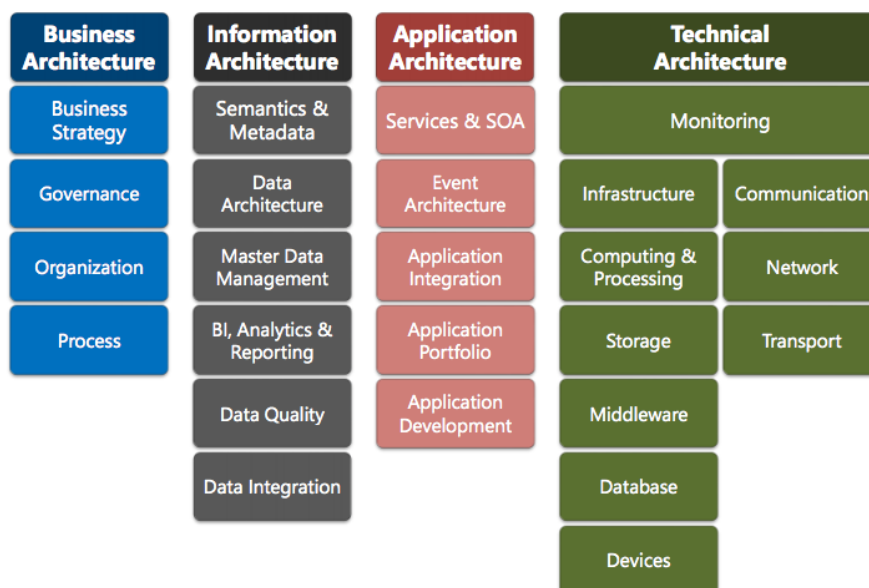 Business
Architecture
Business
Strategy
Governance
Organization
Process
Information
Architecture
Semantics &
Metadata
Data
Architecture
Master Data
Management
BI, Analytics &
Reporting
Data Quality
Data Integration
Application
Architecture
Services & SOA
Event
Architecture
Application
Integration
Application
Portfolio
Application
Development
Technical
Architecture
Monitoring
Infrastructure
Communication
Computing &
Processing
Network
Storage
Transport
Middleware
Database
Devices